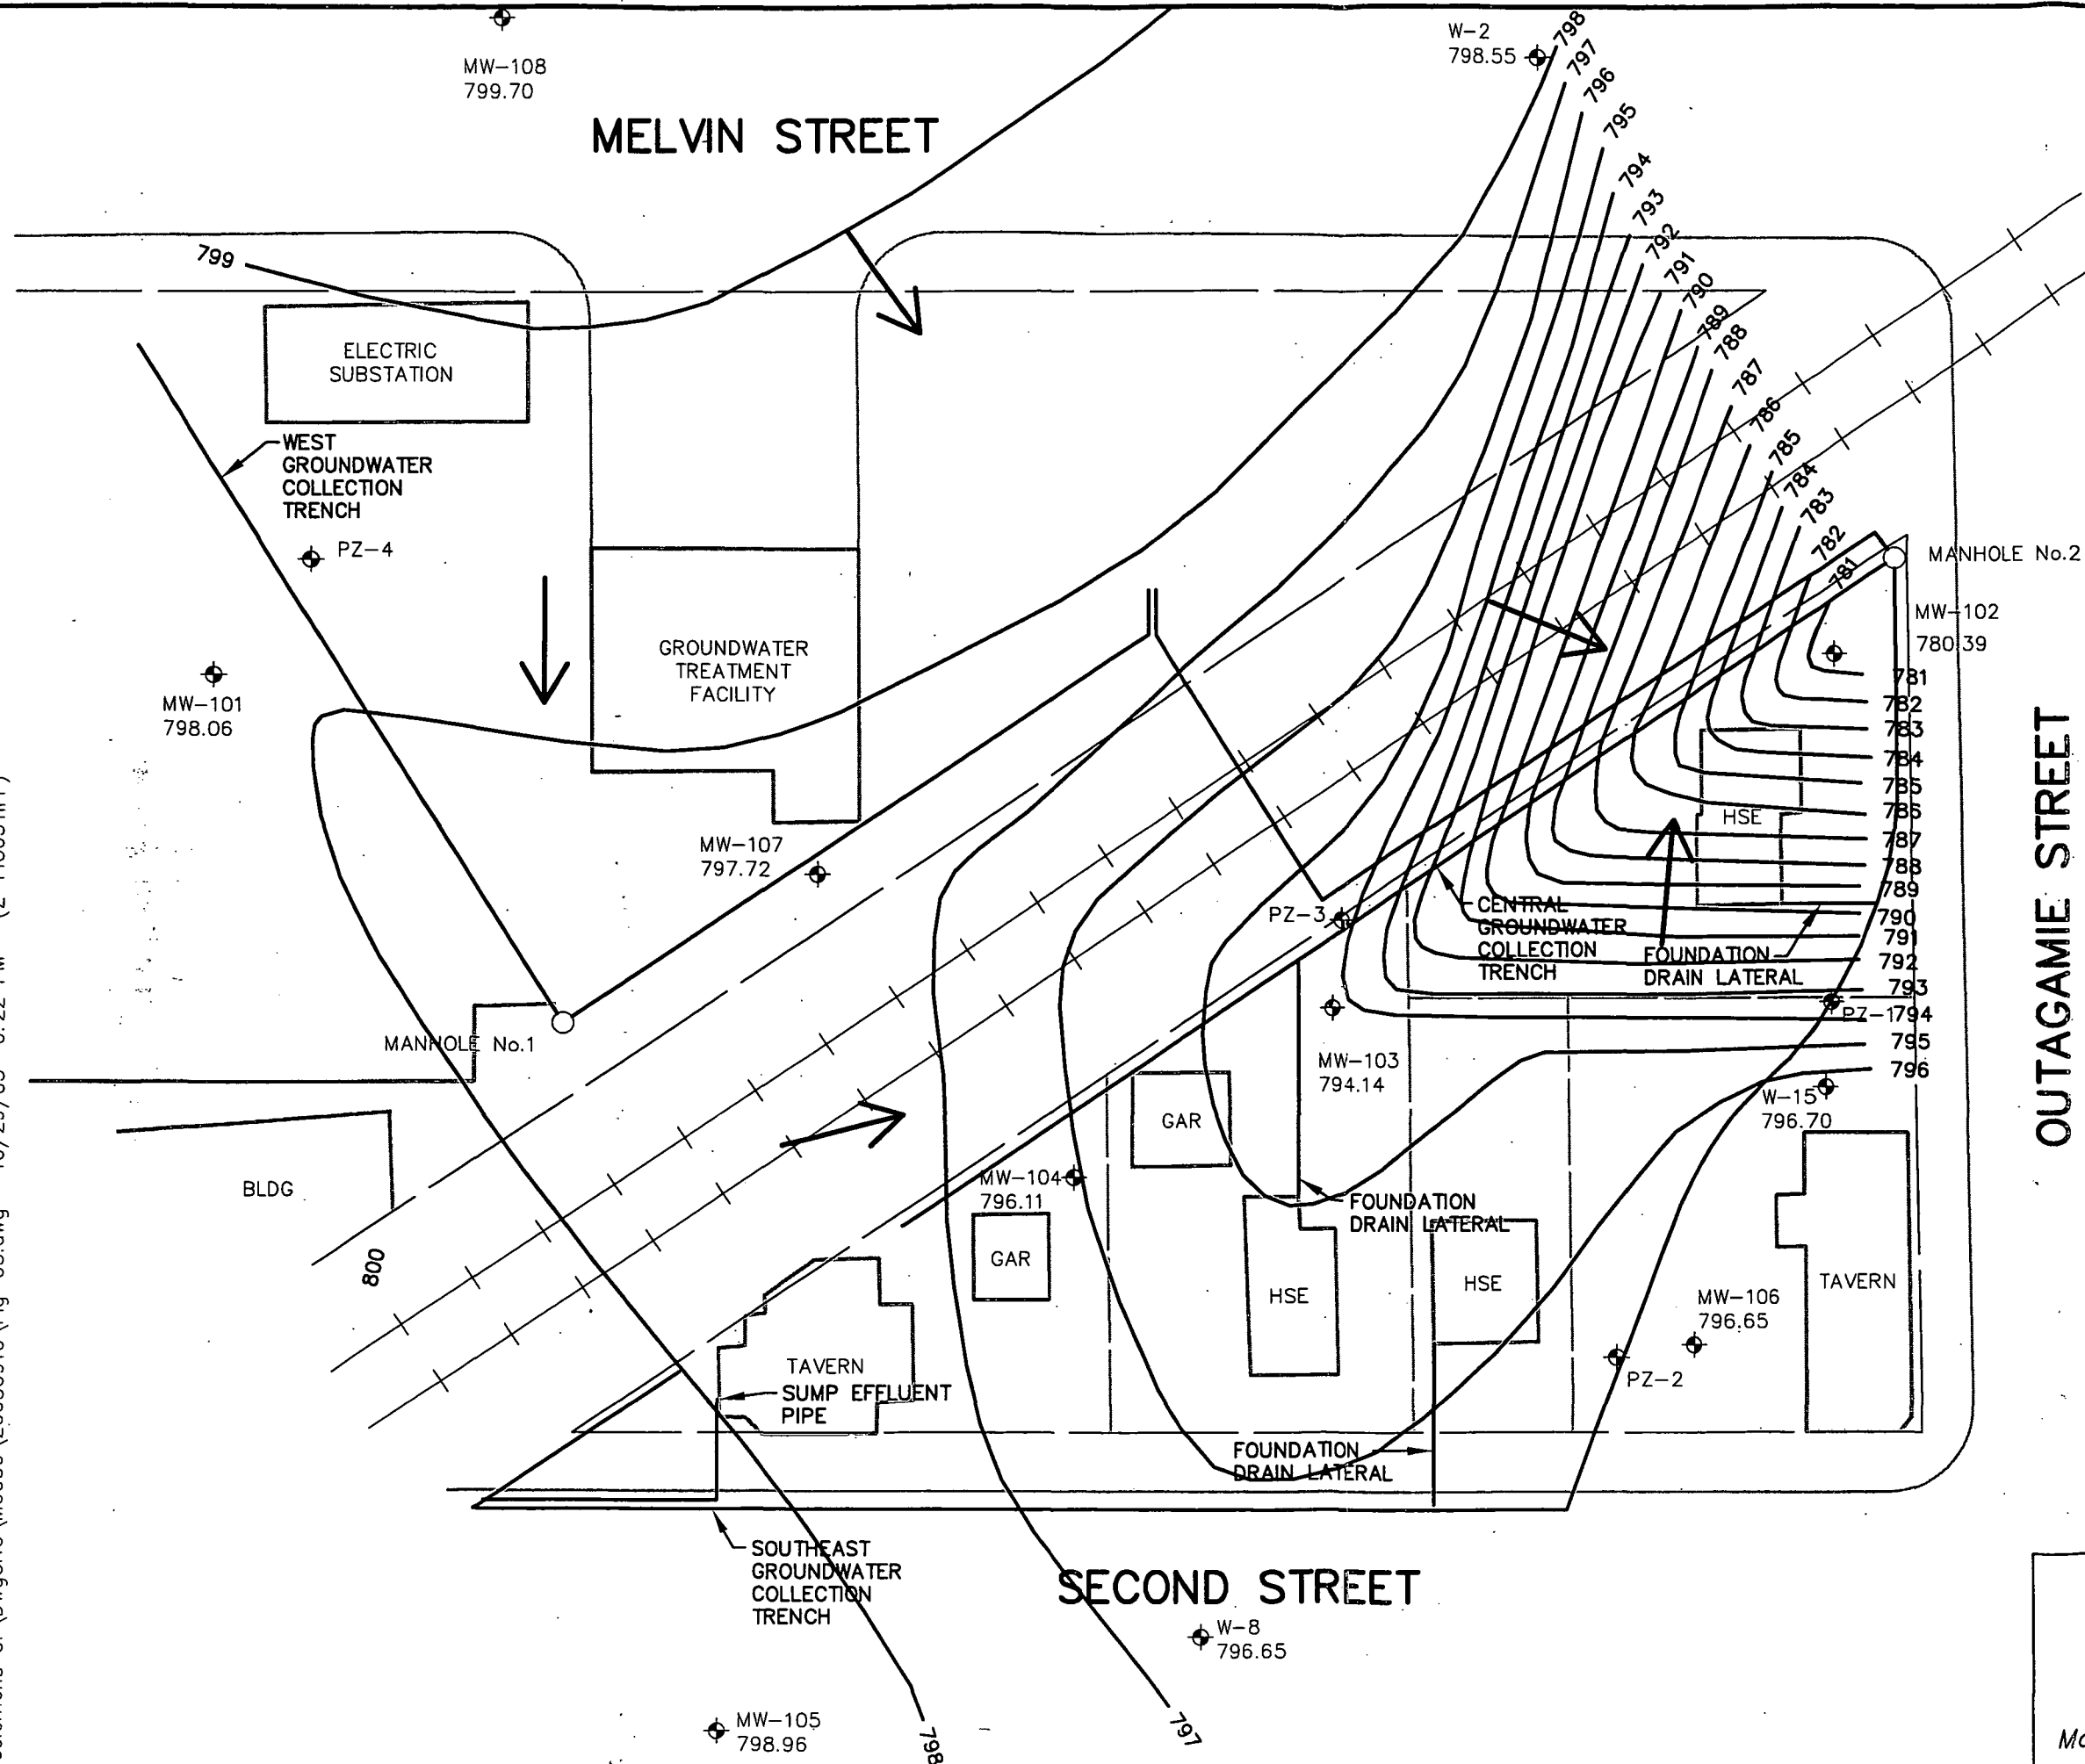 MW-108
799.70
MELVIN STREET
W-2
798.55
798
797
796
795
794
793
792
791
790
789
788
787
786
785
784
783
782
781
799
ELECTRIC
SUBSTATION
WEST
GROUNDWATER
COLLECTION
TRENCH
PZ-4
MW-101
798.06
GROUNDWATER
TREATMENT
FACILITY
MANHOLE No.2
MW-102
780.39
781
782
783
784
785
786
787
788
789
790
791
792
793
794
795
796
HSE
OUTAGAMIE STREET
MW-107
797.72
PZ-3
CENTRAL
GROUNDWATER
COLLECTION
TRENCH
FOUNDATION
DRAIN LATERAL
PZ-1
MANHOLE No.1
MW-103
794.14
W-15
796.70
GAR
BLDG
MW-104
796.11
FOUNDATION
DRAIN LATERAL
800
GAR
HSE
HSE
MW-106
796.65
TAVERN
PZ-2
TAVERN
SUMP EFFLUENT
PIPE
FOUNDATION
DRAIN LATERAL
SOUTHEAST
GROUNDWATER
COLLECTION
TRENCH
SECOND STREET
W-8
796.65
MW-105
798.96
798
797